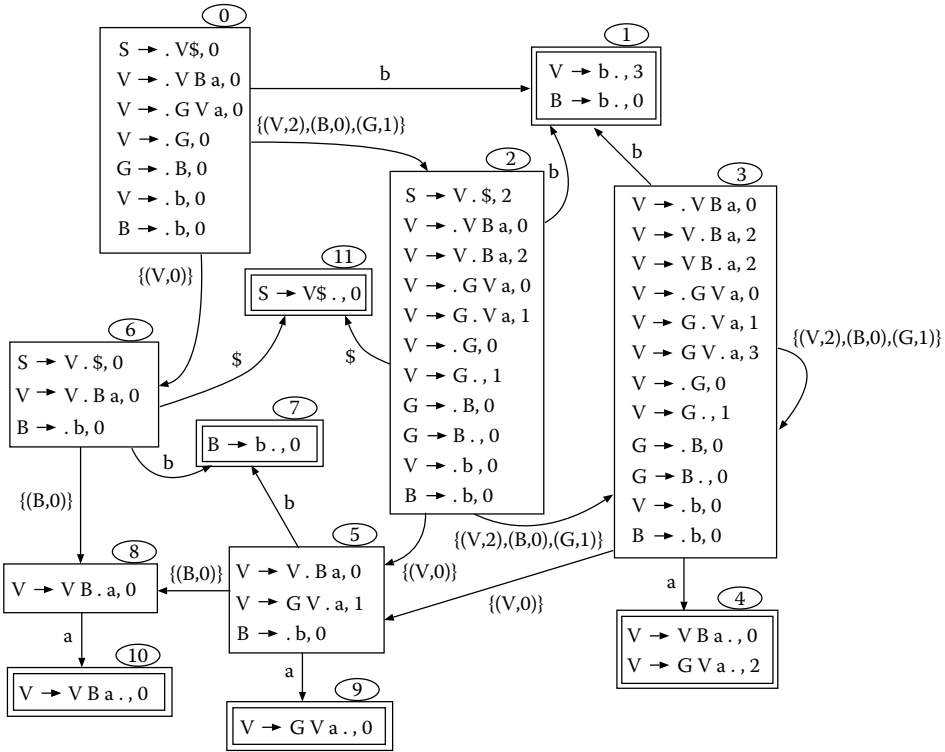 0
S → . V$, 0
V → . V B a, 0
V → . G V a, 0
V → . G, 0
G → . B, 0
V → . b, 0
B → . b, 0
b
{(V,2),(B,0),(G,1)}
{(V,0)}
1
V → b . , 3
B → b . , 0
2
S → V . $, 2
V → . V B a, 0
V → V . B a, 2
V → . G V a, 0
V → G . V a, 1
V → . G, 0
V → G . , 1
G → . B, 0
G → B . , 0
V → . b, 0
B → . b, 0
b
b
3
V → . V B a, 0
V → V . B a, 2
V → V B . a, 2
V → . G V a, 0
V → G . V a, 1
V → G V . a, 3
V → . G, 0
V → G . , 1
G → . B, 0
G → B . , 0
V → . b, 0
B → . b, 0
{(V,2),(B,0),(G,1)}
11
S → V$ . , 0
$
$
6
S → V . $, 0
V → V . B a, 0
B → . b, 0
7
B → b . , 0
b
b
{(B,0)}
{(V,2),(B,0),(G,1)}
{(V,0)}
{(V,0)}
5
V → V . B a, 0
V → G V . a, 1
B → . b, 0
{(B,0)}
8
V → V B . a, 0
a
a
a
4
V → V B a . , 0
V → G V a . , 2
10
V → V B a . , 0
9
V → G V a . , 0